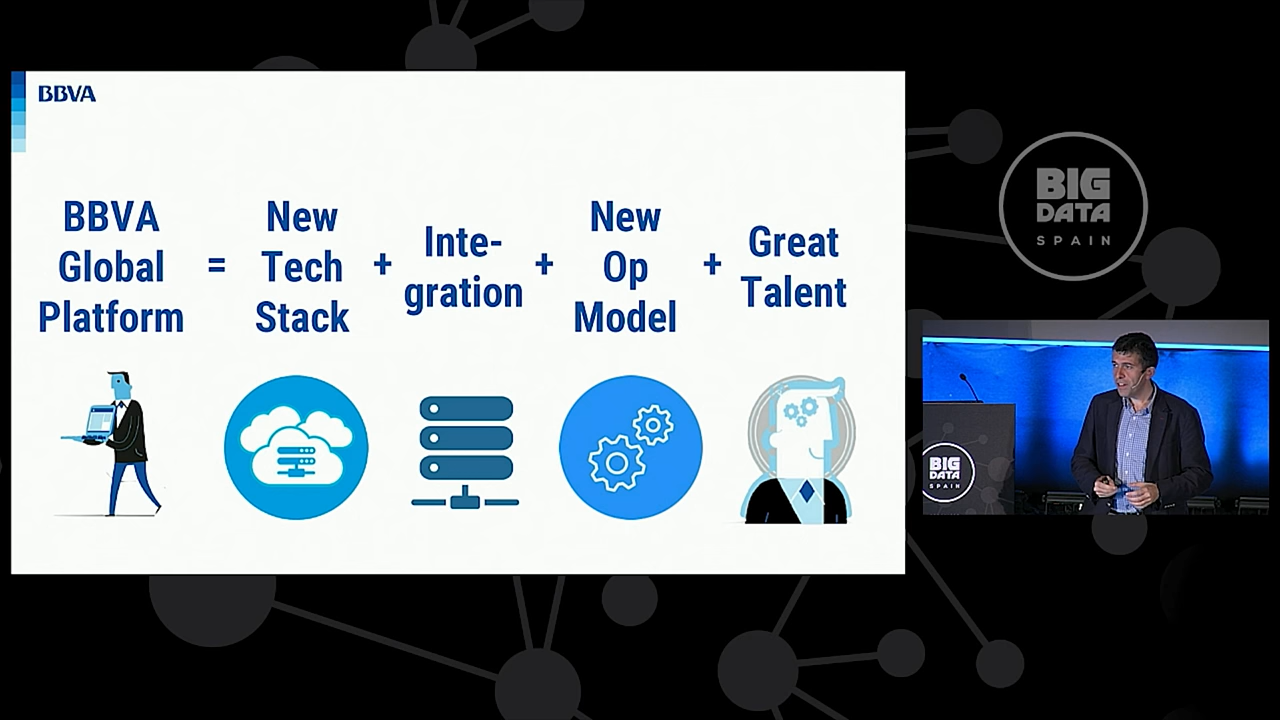 BBVA
BBVA
Global
Platform
=
New
Tech
Stack
+
Inte-
gration
+
New
Op
Model
+
Great
Talent
BIG
DATA
SPAIN
BIG
DATA
SPAIN